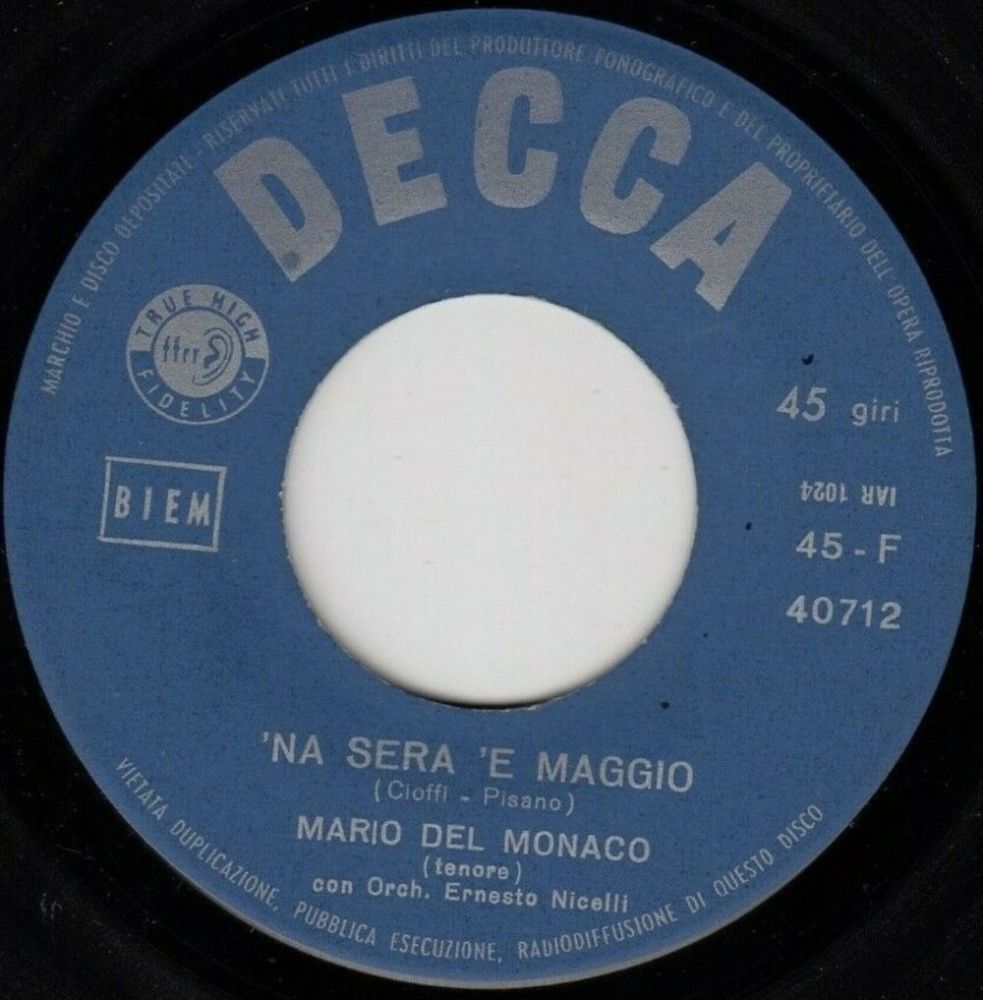 MARCHIO E DISCO DEPOSITATI - RISERVATI TUTTI I DIRITTI DEL PRODUTTORE FONOGRAFICO E DEL PROPRIETARIO DELL'OPERA RIPRODOTTA
DECCA
TRUE HIGH
ffrr
FIDELITY
BIEM
45 giri
IAR 1024
45 - F
40712
'NA SERA 'E MAGGIO
(Cioffi - Pisano)
MARIO DEL MONACO
(tenore)
con Orch. Ernesto Nicelli
VIETATA DUPLICAZIONE, PUBBLICA ESECUZIONE, RADIODIFFUSIONE DI QUESTO DISCO